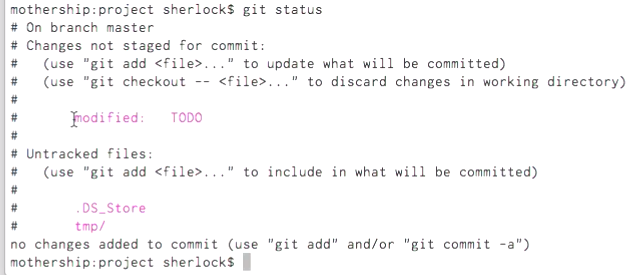 mothership:project sherlock$ git status
# On branch master
# Changes not staged for commit:
#   (use "git add <file>..." to update what will be committed)
#   (use "git checkout -- <file>..." to discard changes in working directory)
#
#       modified:   TODO
#
# Untracked files:
#   (use "git add <file>..." to include in what will be committed)
#
#       .DS_Store
#       tmp/
no changes added to commit (use "git add" and/or "git commit -a")
mothership:project sherlock$